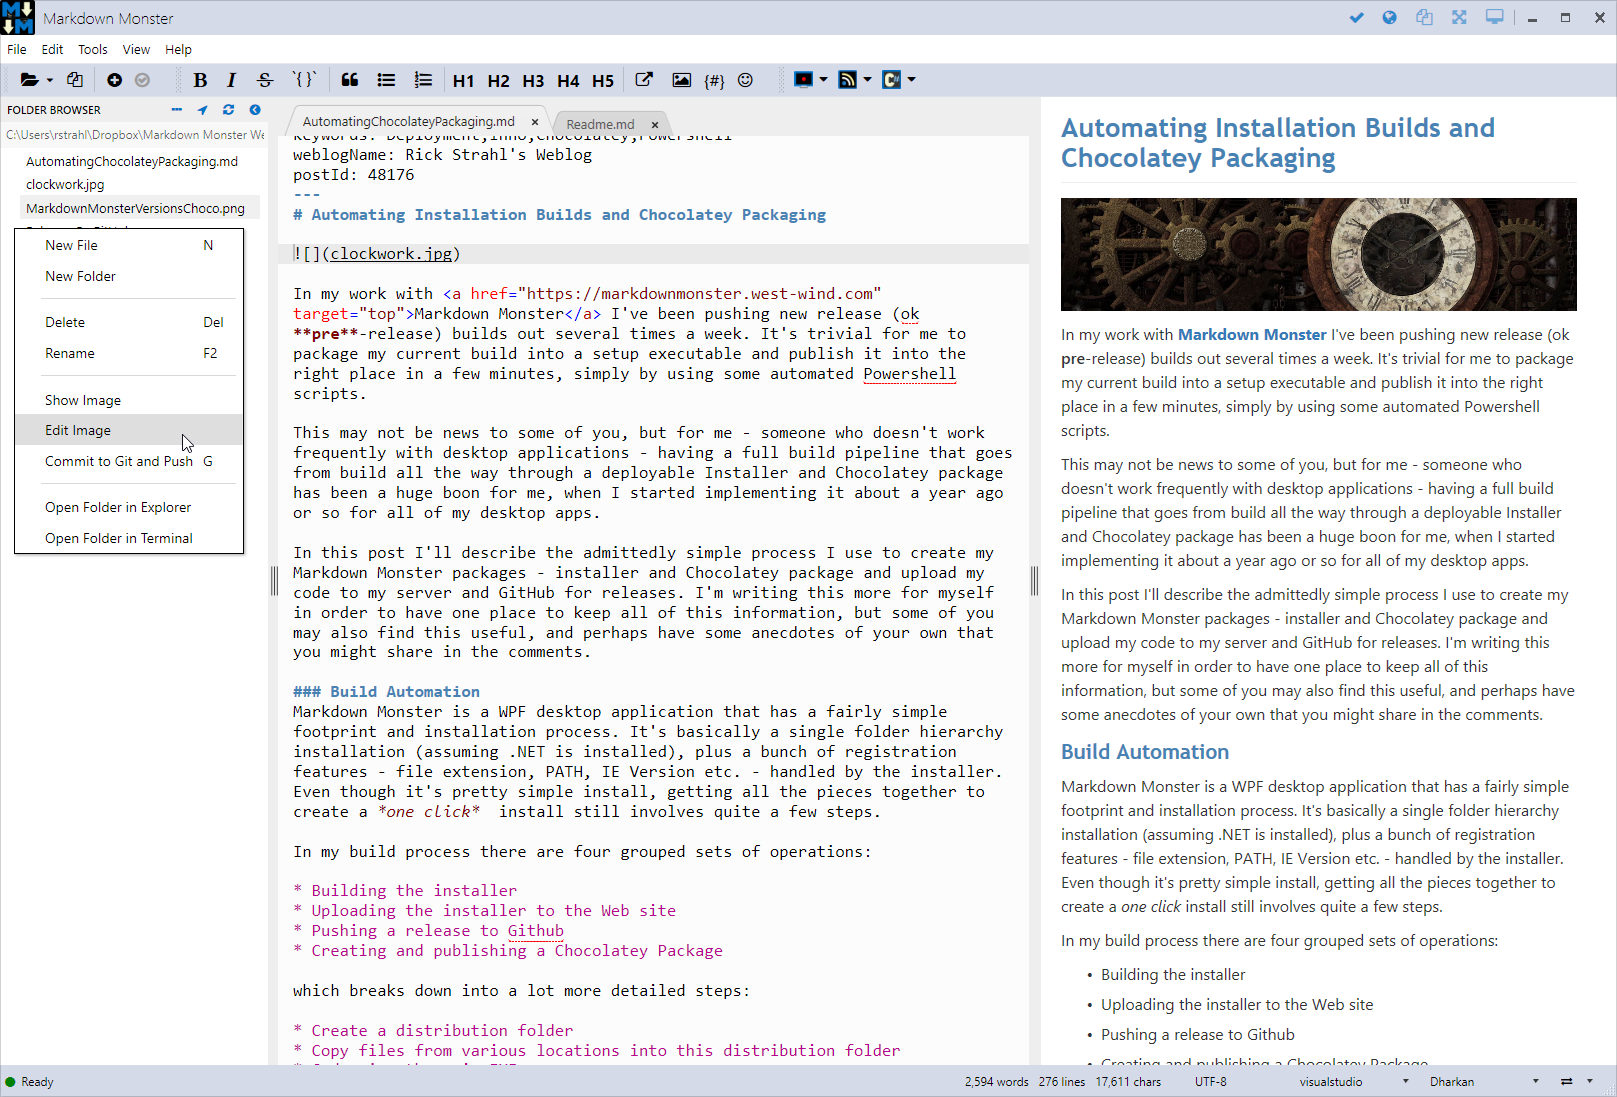 Markdown Monster
File Edit Tools View Help
B I S `{}` H1 H2 H3 H4 H5 {#}
FOLDER BROWSER
C:\Users\rstrahl\Dropbox\Markdown Monster We
AutomatingChocolateyPackaging.md
clockwork.jpg
MarkdownMonsterVersionsChoco.png
New File N
New Folder
Delete Del
Rename F2
Show Image
Edit Image
Commit to Git and Push G
Open Folder in Explorer
Open Folder in Terminal
AutomatingChocolateyPackaging.md ×
Readme.md ×
keywords: Deployment,Inno,Chocolatey,Powershell
weblogName: Rick Strahl's Weblog
postId: 48176
---
# Automating Installation Builds and Chocolatey Packaging
![](clockwork.jpg)
In my work with <a href="https://markdownmonster.west-wind.com"
target="top">Markdown Monster</a> I've been pushing new release (ok
**pre**-release) builds out several times a week. It's trivial for me to
package my current build into a setup executable and publish it into the
right place in a few minutes, simply by using some automated Powershell
scripts.
This may not be news to some of you, but for me - someone who doesn't work
frequently with desktop applications - having a full build pipeline that goes
from build all the way through a deployable Installer and Chocolatey package
has been a huge boon for me, when I started implementing it about a year ago
or so for all of my desktop apps.
In this post I'll describe the admittedly simple process I use to create my
Markdown Monster packages - installer and Chocolatey package and upload my
code to my server and GitHub for releases. I'm writing this more for myself
in order to have one place to keep all of this information, but some of you
may also find this useful, and perhaps have some anecdotes of your own that
you might share in the comments.
### Build Automation
Markdown Monster is a WPF desktop application that has a fairly simple
footprint and installation process. It's basically a single folder hierarchy
installation (assuming .NET is installed), plus a bunch of registration
features - file extension, PATH, IE Version etc. - handled by the installer.
Even though it's pretty simple install, getting all the pieces together to
create a *one click*  install still involves quite a few steps.
In my build process there are four grouped sets of operations:
* Building the installer
* Uploading the installer to the Web site
* Pushing a release to Github
* Creating and publishing a Chocolatey Package
which breaks down into a lot more detailed steps:
* Create a distribution folder
* Copy files from various locations into this distribution folder
Automating Installation Builds and
Chocolatey Packaging
In my work with Markdown Monster I've been pushing new release (ok
pre-release) builds out several times a week. It's trivial for me to package
my current build into a setup executable and publish it into the right
place in a few minutes, simply by using some automated Powershell
scripts.
This may not be news to some of you, but for me - someone who
doesn't work frequently with desktop applications - having a full build
pipeline that goes from build all the way through a deployable Installer
and Chocolatey package has been a huge boon for me, when I started
implementing it about a year ago or so for all of my desktop apps.
In this post I'll describe the admittedly simple process I use to create my
Markdown Monster packages - installer and Chocolatey package and
upload my code to my server and GitHub for releases. I'm writing this
more for myself in order to have one place to keep all of this
information, but some of you may also find this useful, and perhaps have
some anecdotes of your own that you might share in the comments.
Build Automation
Markdown Monster is a WPF desktop application that has a fairly simple
footprint and installation process. It's basically a single folder hierarchy
installation (assuming .NET is installed), plus a bunch of registration
features - file extension, PATH, IE Version etc. - handled by the installer.
Even though it's pretty simple install, getting all the pieces together to
create a one click install still involves quite a few steps.
In my build process there are four grouped sets of operations:
• Building the installer
• Uploading the installer to the Web site
• Pushing a release to Github
• Creating and publishing a Chocolatey Package
Ready
2,594 words 276 lines 17,611 chars UTF-8 visualstudio Dharkan